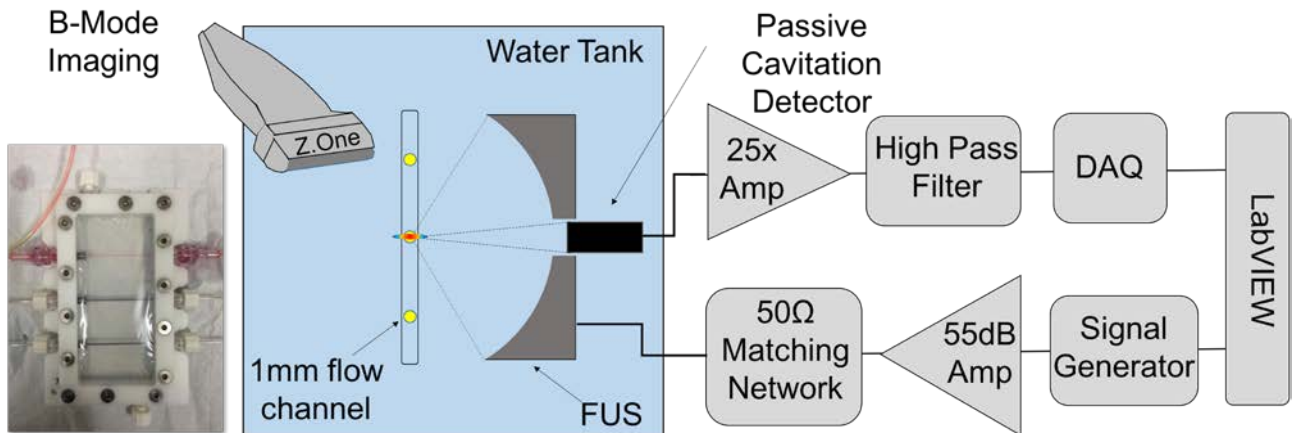 B-Mode
Imaging
Water Tank
Z.One
Passive
Cavitation
Detector
25x
Amp
High Pass
Filter
DAQ
LabVIEW
50Ω
Matching
Network
55dB
Amp
Signal
Generator
1mm flow
channel
FUS